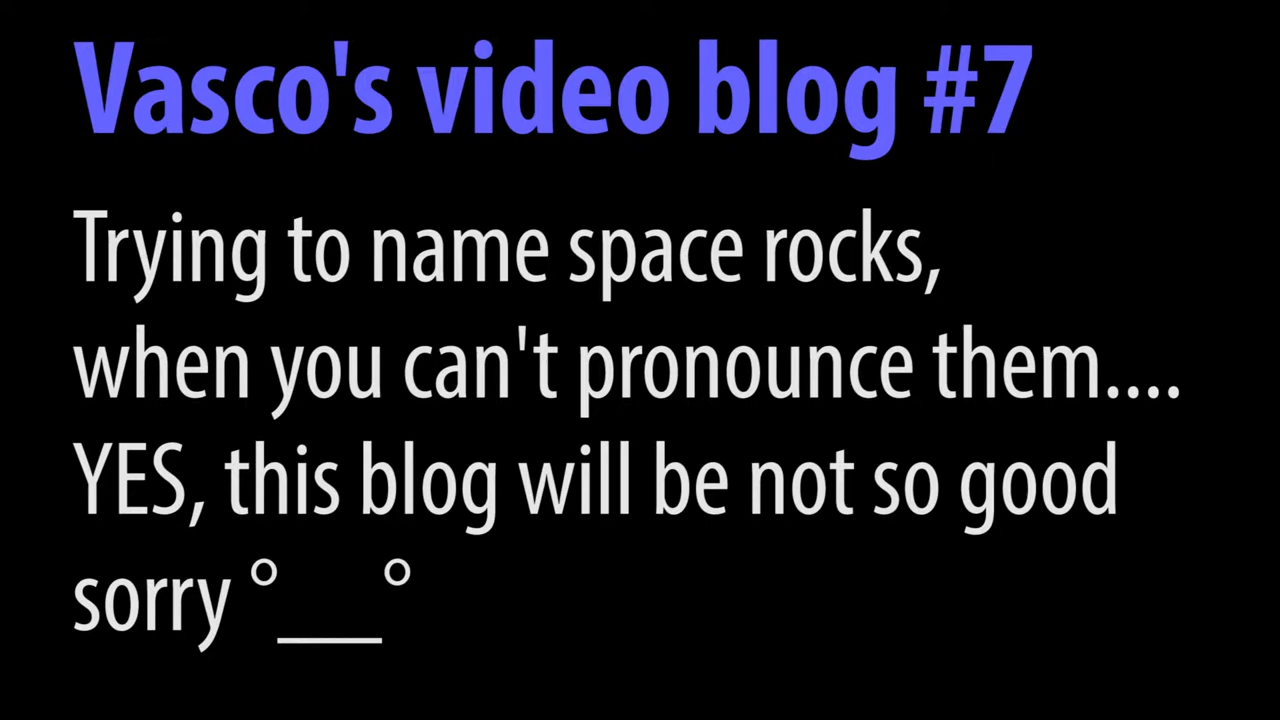 Vasco's video blog #7
Trying to name space rocks,
when you can't pronounce them....
YES, this blog will be not so good
sorry °___°